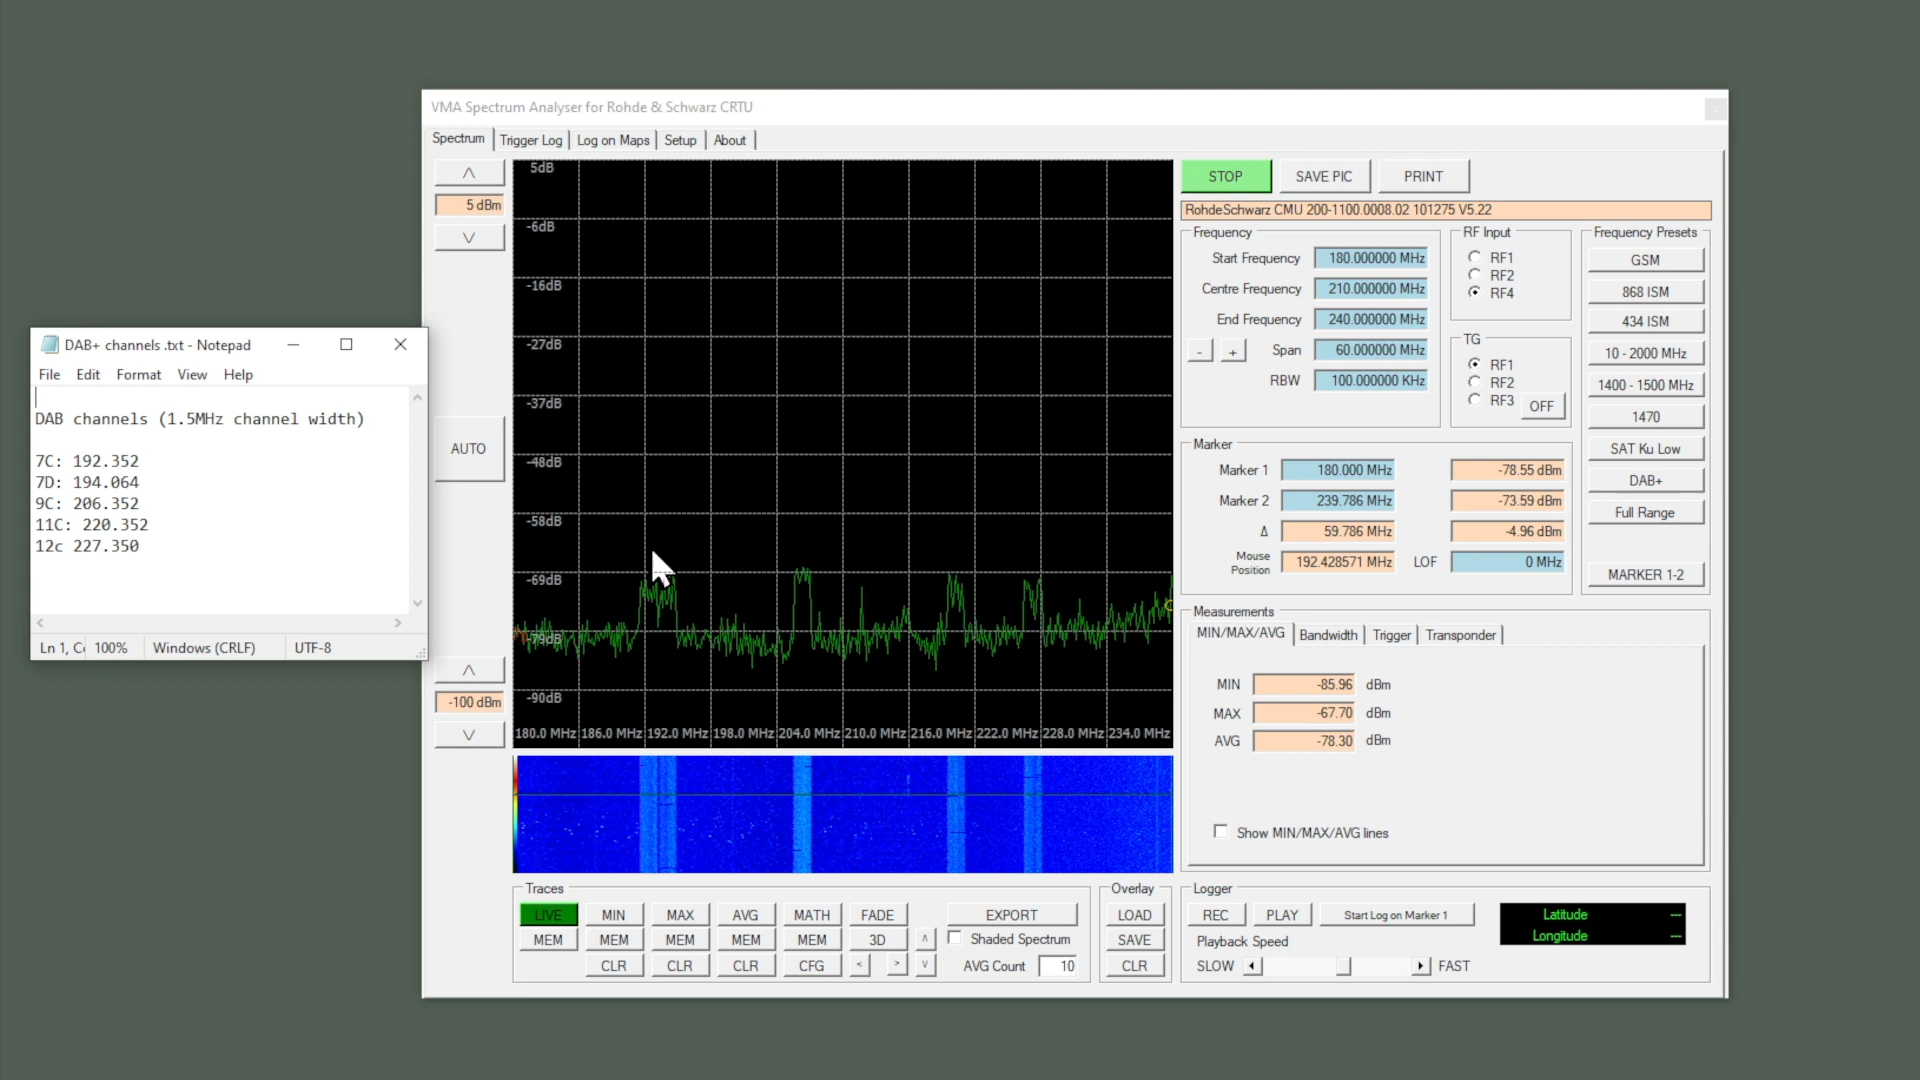 VMA Spectrum Analyser for Rohde & Schwarz CRTU
Spectrum Trigger Log Log on Maps Setup About
5 dBm
AUTO
-100 dBm
5dB
-6dB
-16dB
-27dB
-37dB
-48dB
-58dB
-69dB
-79dB
-90dB
180.0 MHz 186.0 MHz 192.0 MHz 198.0 MHz 204.0 MHz 210.0 MHz 216.0 MHz 222.0 MHz 228.0 MHz 234.0 MHz
DAB+ channels .txt - Notepad
File Edit Format View Help
DAB channels (1.5MHz channel width)
7C: 192.352
7D: 194.064
9C: 206.352
11C: 220.352
12c 227.350
Ln 1, C 100% Windows (CRLF) UTF-8
STOP SAVE PIC PRINT
RohdeSchwarz CMU 200-1100.0008.02 101275 V5.22
Frequency
Start Frequency 180.000000 MHz
Centre Frequency 210.000000 MHz
End Frequency 240.000000 MHz
- + Span 60.000000 MHz
RBW 100.000000 KHz
RF Input
RF1
RF2
RF4
TG
RF1
RF2
RF3 OFF
Frequency Presets
GSM
868 ISM
434 ISM
10 - 2000 MHz
1400 - 1500 MHz
1470
SAT Ku Low
DAB+
Full Range
MARKER 1-2
Marker
Marker 1 180.000 MHz -78.55 dBm
Marker 2 239.786 MHz -73.59 dBm
Δ 59.786 MHz -4.96 dBm
Mouse Position 192.428571 MHz LOF 0 MHz
Measurements
MIN/MAX/AVG Bandwidth Trigger Transponder
MIN -85.96 dBm
MAX -67.70 dBm
AVG -78.30 dBm
Show MIN/MAX/AVG lines
Traces
LIVE MIN MAX AVG MATH FADE EXPORT
MEM MEM MEM MEM MEM 3D ʌ Shaded Spectrum
CLR CLR CLR CFG < > v AVG Count 10
Overlay
LOAD
SAVE
CLR
Logger
REC PLAY Start Log on Marker 1
Playback Speed
SLOW FAST
Latitude ---
Longitude ---